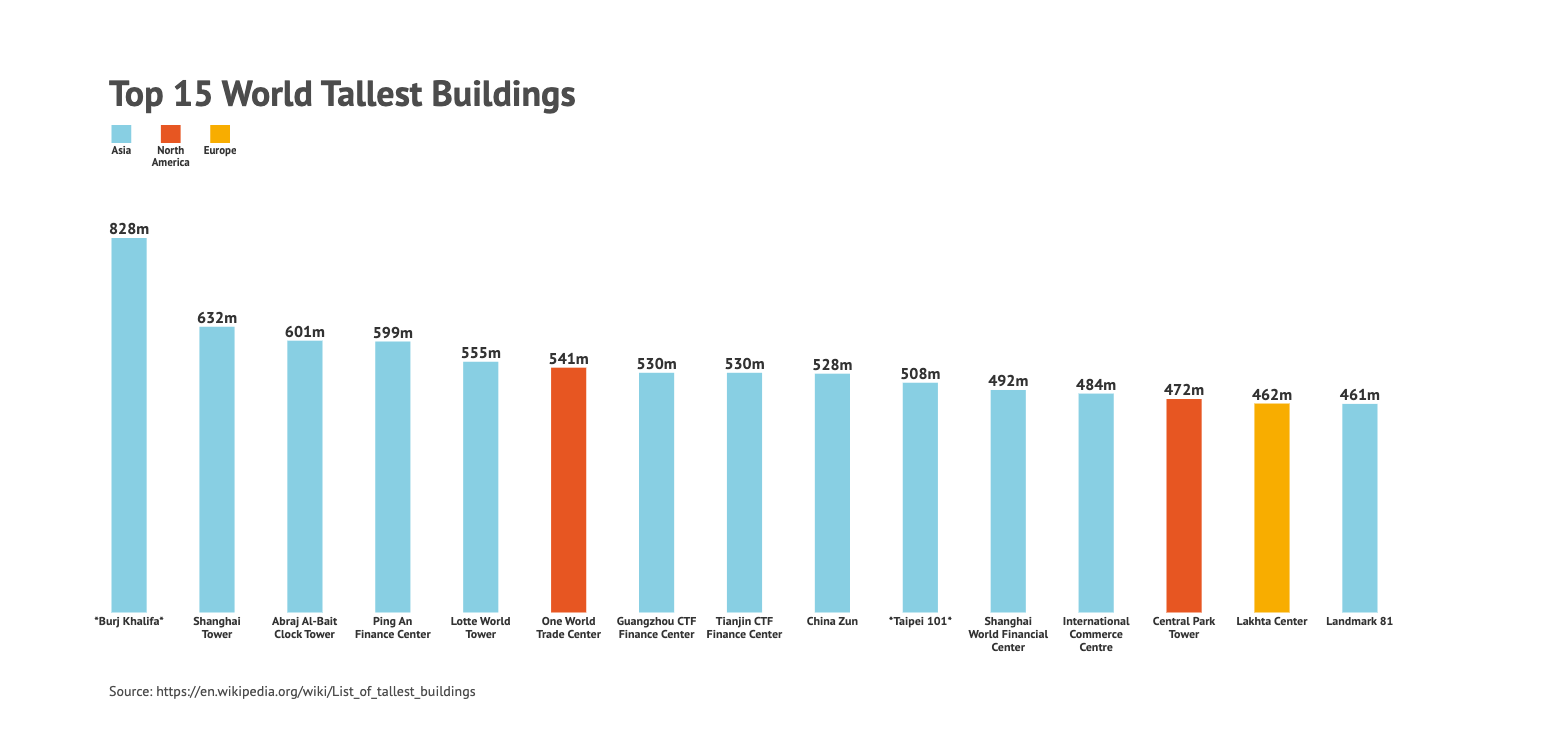 Top 15 World Tallest Buildings
Asia
North
America
Europe
828m
632m
601m
599m
555m
541m
530m
530m
528m
508m
492m
484m
472m
462m
461m
*Burj Khalifa*
Shanghai
Tower
Abraj Al-Bait
Clock Tower
Ping An
Finance Center
Lotte World
Tower
One World
Trade Center
Guangzhou CTF
Finance Center
Tianjin CTF
Finance Center
China Zun
*Taipei 101*
Shanghai
World Financial
Center
International
Commerce
Centre
Central Park
Tower
Lakhta Center
Landmark 81
Source: https://en.wikipedia.org/wiki/List_of_tallest_buildings